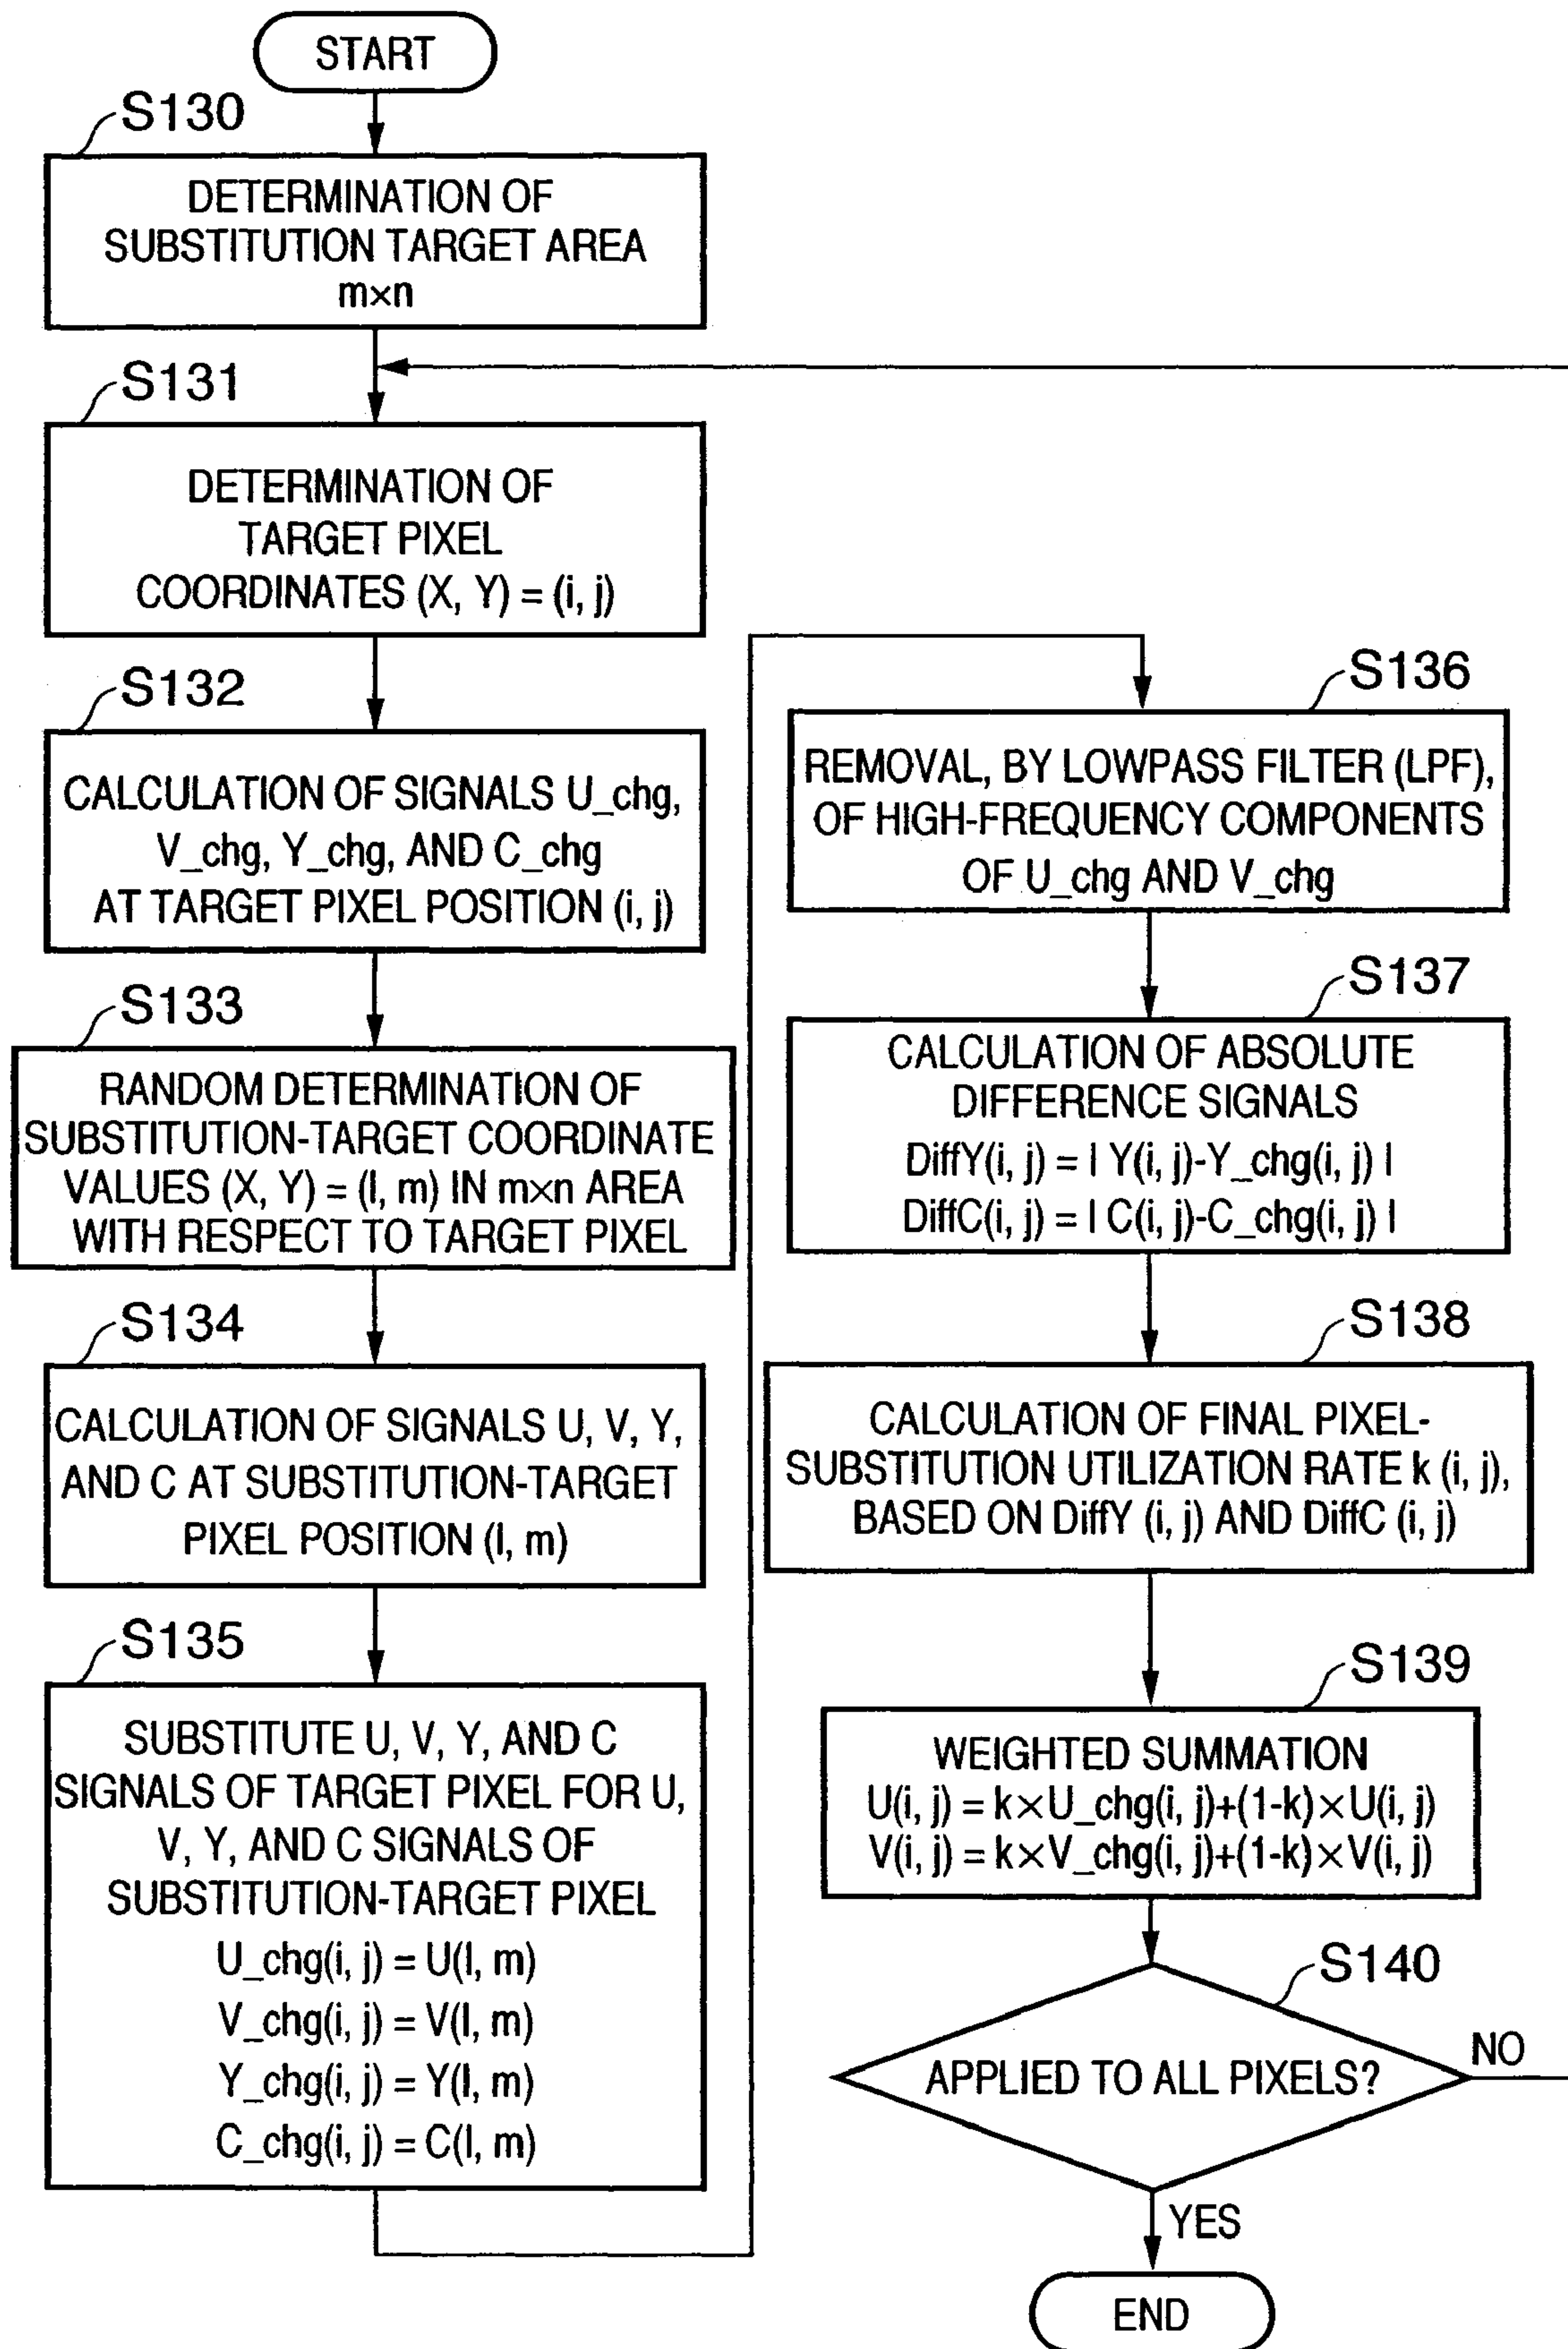 START
S130
DETERMINATION OF
SUBSTITUTION TARGET AREA
m×n
S131
DETERMINATION OF
TARGET PIXEL
COORDINATES (X, Y) = (i, j)
S132
CALCULATION OF SIGNALS U_chg,
V_chg, Y_chg, AND C_chg
AT TARGET PIXEL POSITION (i, j)
S133
RANDOM DETERMINATION OF
SUBSTITUTION-TARGET COORDINATE
VALUES (X, Y) = (l, m) IN m×n AREA
WITH RESPECT TO TARGET PIXEL
S134
CALCULATION OF SIGNALS U, V, Y,
AND C AT SUBSTITUTION-TARGET
PIXEL POSITION (l, m)
S135
SUBSTITUTE U, V, Y, AND C
SIGNALS OF TARGET PIXEL FOR U,
V, Y, AND C SIGNALS OF
SUBSTITUTION-TARGET PIXEL
U_chg(i, j) = U(l, m)
V_chg(i, j) = V(l, m)
Y_chg(i, j) = Y(l, m)
C_chg(i, j) = C(l, m)
S136
REMOVAL, BY LOWPASS FILTER (LPF),
OF HIGH-FREQUENCY COMPONENTS
OF U_chg AND V_chg
S137
CALCULATION OF ABSOLUTE
DIFFERENCE SIGNALS
DiffY(i, j) = | Y(i, j)-Y_chg(i, j) |
DiffC(i, j) = | C(i, j)-C_chg(i, j) |
S138
CALCULATION OF FINAL PIXEL-
SUBSTITUTION UTILIZATION RATE k (i, j),
BASED ON DiffY (i, j) AND DiffC (i, j)
S139
WEIGHTED SUMMATION
U(i, j) = k×U_chg(i, j)+(1-k)×U(i, j)
V(i, j) = k×V_chg(i, j)+(1-k)×V(i, j)
S140
APPLIED TO ALL PIXELS?
NO
YES
END